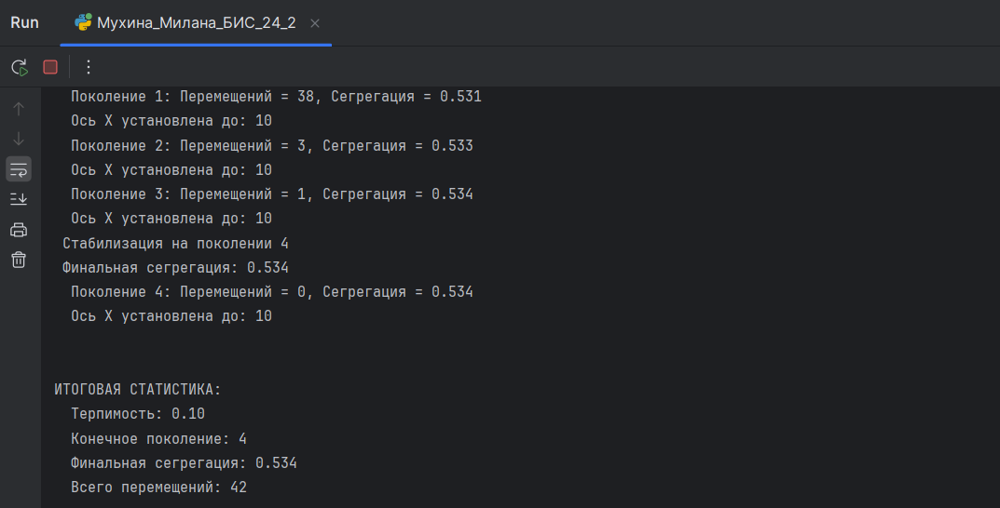 Run Мухина_Милана_БИС_24_2
Поколение 1: Перемещений = 38, Сегрегация = 0.531
Ось X установлена до: 10
Поколение 2: Перемещений = 3, Сегрегация = 0.533
Ось X установлена до: 10
Поколение 3: Перемещений = 1, Сегрегация = 0.534
Ось X установлена до: 10
Стабилизация на поколении 4
Финальная сегрегация: 0.534
Поколение 4: Перемещений = 0, Сегрегация = 0.534
Ось X установлена до: 10
ИТОГОВАЯ СТАТИСТИКА:
Терпимость: 0.10
Конечное поколение: 4
Финальная сегрегация: 0.534
Всего перемещений: 42